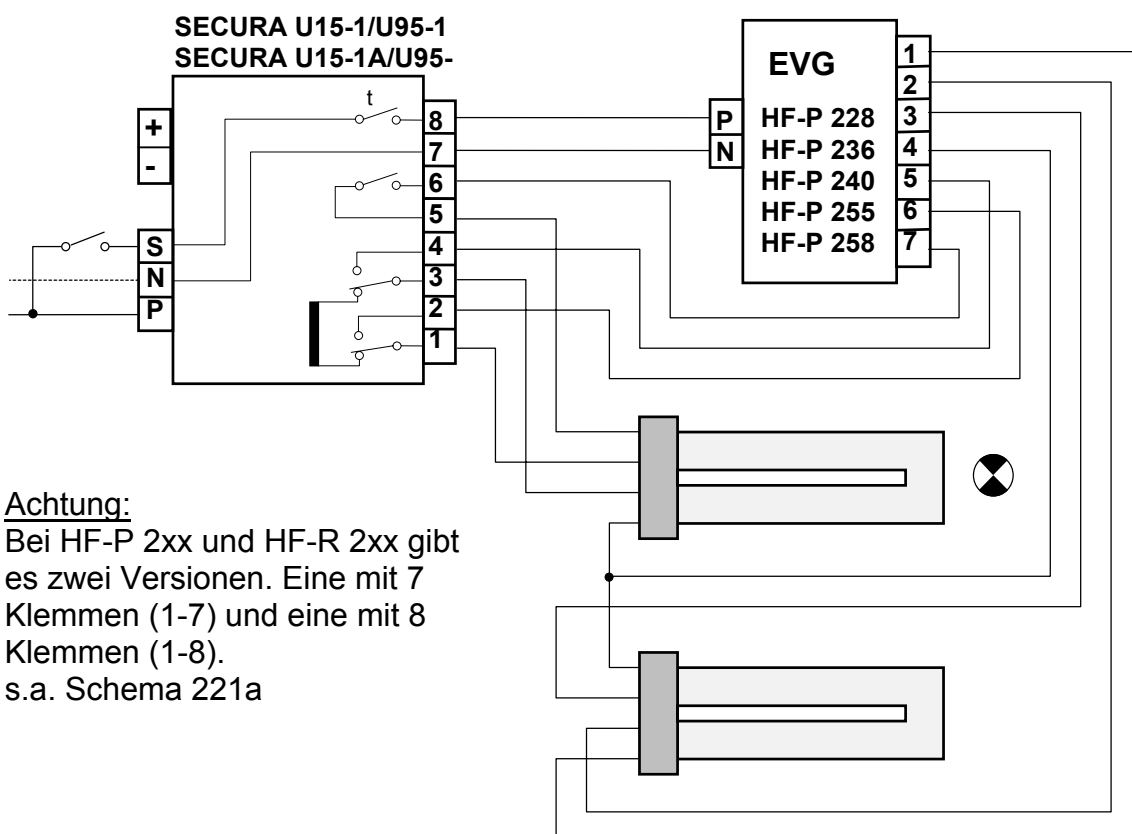 SECURA U15-1/U95-1
SECURA U15-1A/U95-
t
+
-
S
N
P
8
7
6
5
4
3
2
1
EVG
P
N
HF-P 228
HF-P 236
HF-P 240
HF-P 255
HF-P 258
1
2
3
4
5
6
7
Achtung:
Bei HF-P 2xx und HF-R 2xx gibt
es zwei Versionen. Eine mit 7
Klemmen (1-7) und eine mit 8
Klemmen (1-8).
s.a. Schema 221a